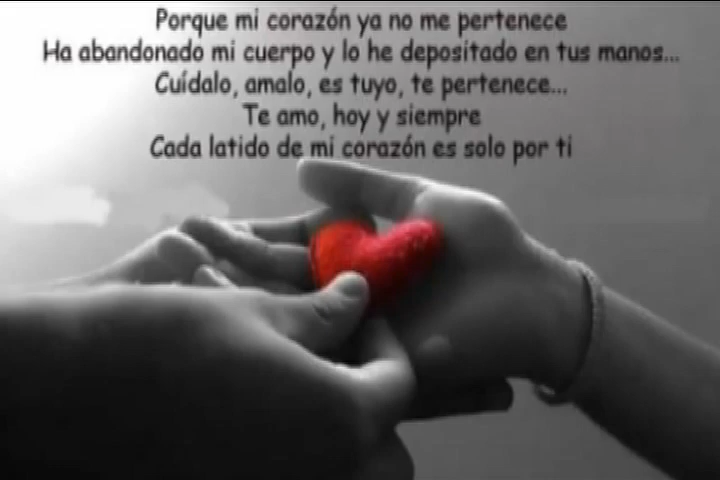 Porque mi corazón ya no me pertenece
Ha abandonado mi cuerpo y lo he depositado en tus manos...
Cuídalo, amalo, es tuyo, te pertenece...
Te amo, hoy y siempre
Cada latido de mi corazón es solo por ti